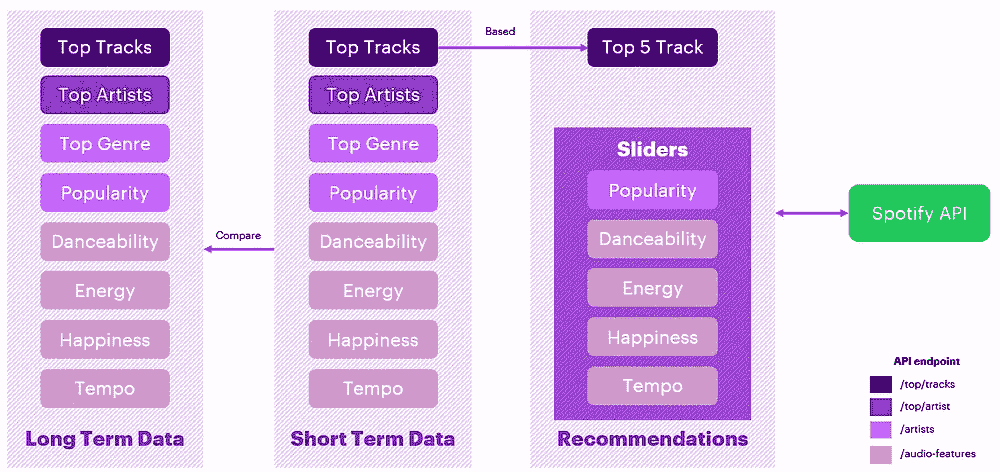 Top Tracks
Top Artists
Top Genre
Popularity
Danceability
Energy
Happiness
Tempo
Long Term Data
Compare
Top Tracks
Top Artists
Top Genre
Popularity
Danceability
Energy
Happiness
Tempo
Short Term Data
Based
Top 5 Track
Sliders
Popularity
Danceability
Energy
Happiness
Tempo
Recommendations
Spotify API
API endpoint
/top/tracks
/top/artist
/artists
/audio-features